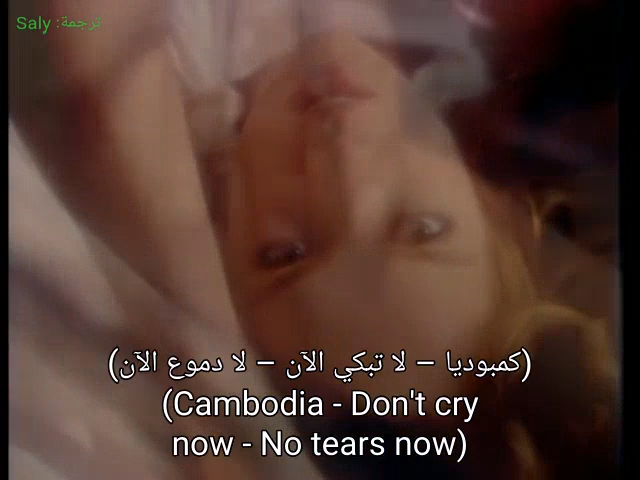 ترجمة: Saly
(كمبوديا – لا تبكي الآن – لا دموع الآن)
(Cambodia - Don't cry
now - No tears now)